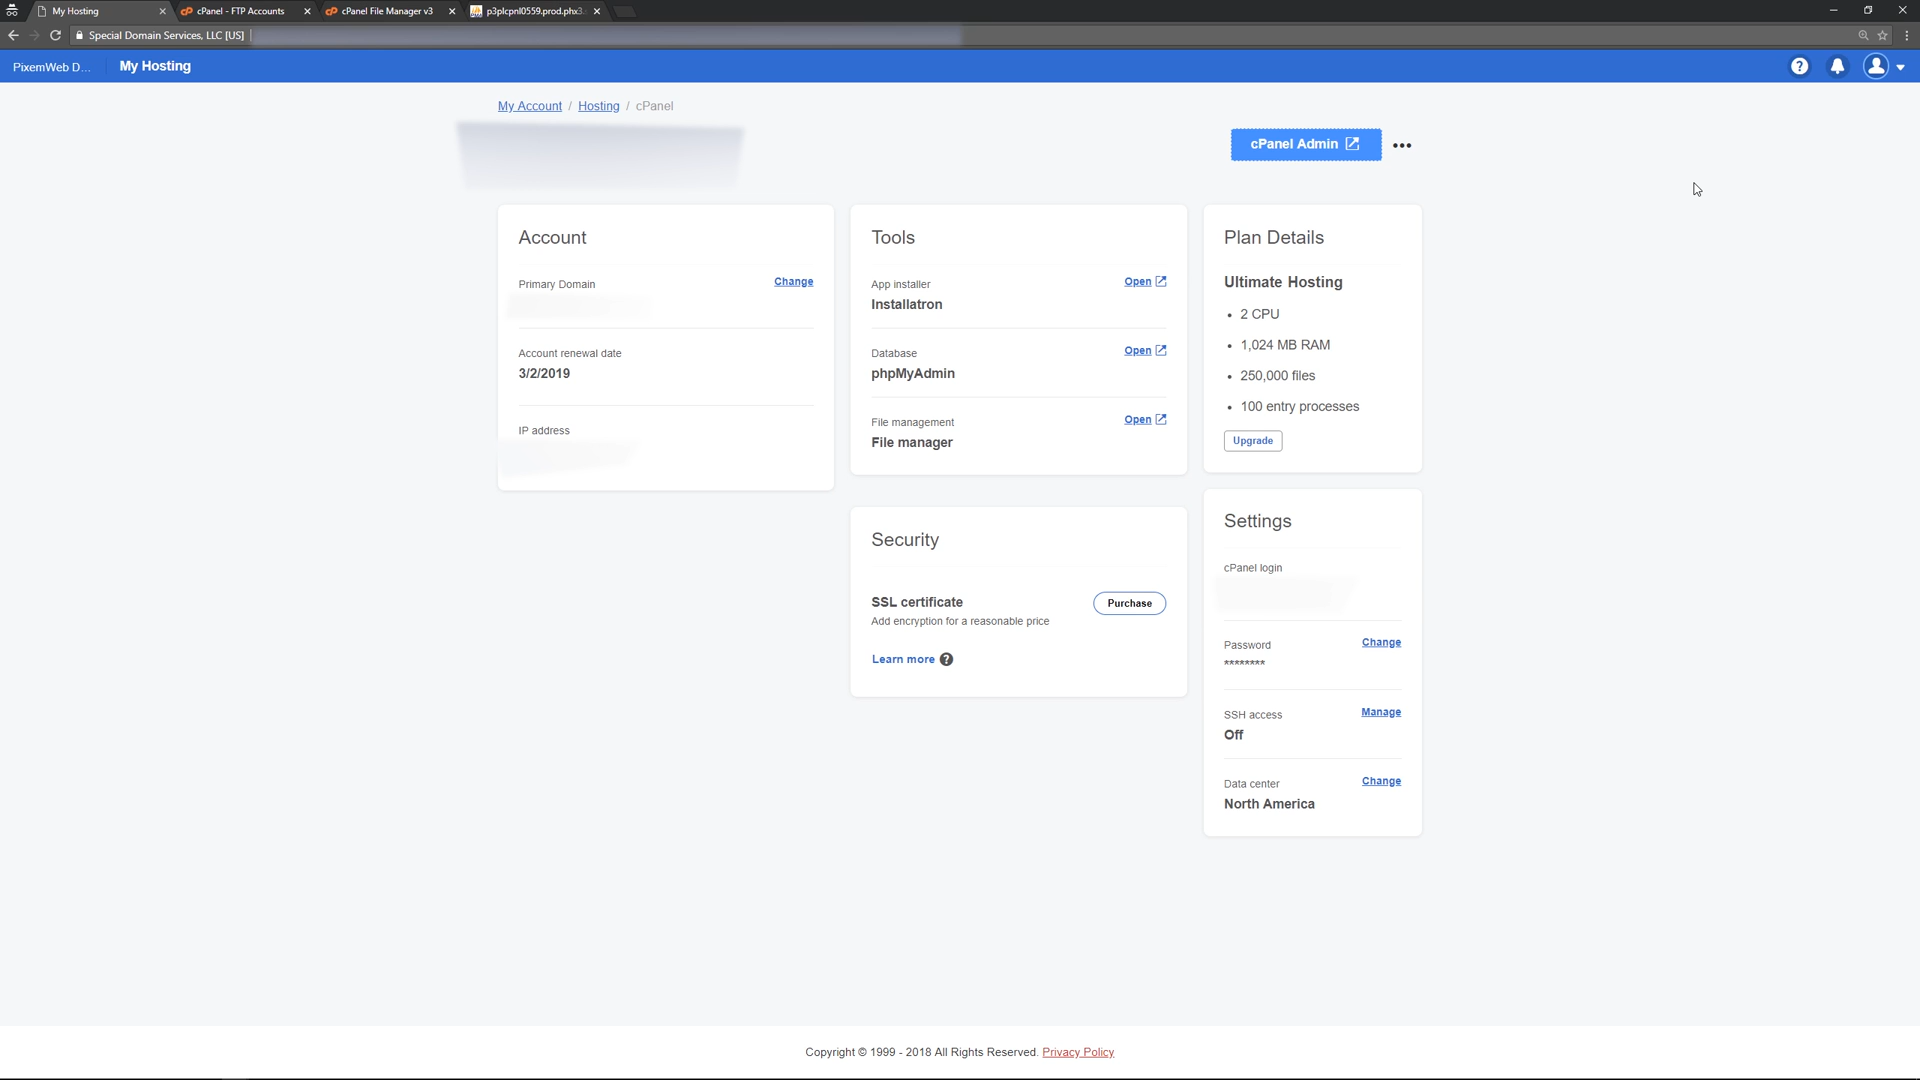 My Hosting
cPanel - FTP Accounts
cPanel File Manager v3
p3plcpnl0559.prod.phx3.
Special Domain Services, LLC [US]
PixemWeb D...
My Hosting
My Account / Hosting / cPanel
cPanel Admin
Account
Primary Domain
Change
Account renewal date
3/2/2019
IP address
Tools
App installer
Open
Installatron
Database
Open
phpMyAdmin
File management
Open
File manager
Security
SSL certificate
Purchase
Add encryption for a reasonable price
Learn more ?
Plan Details
Ultimate Hosting
• 2 CPU
• 1,024 MB RAM
• 250,000 files
• 100 entry processes
Upgrade
Settings
cPanel login
Password
Change
********
SSH access
Manage
Off
Data center
Change
North America
Copyright © 1999 - 2018 All Rights Reserved. Privacy Policy